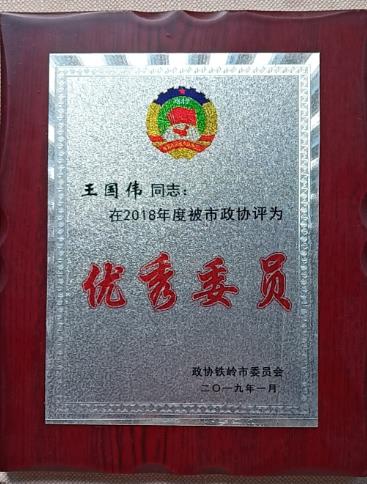 王国伟 同志:
在2018年度被市政协评为
优秀委员
政协铁岭市委员会
二〇一九年一月